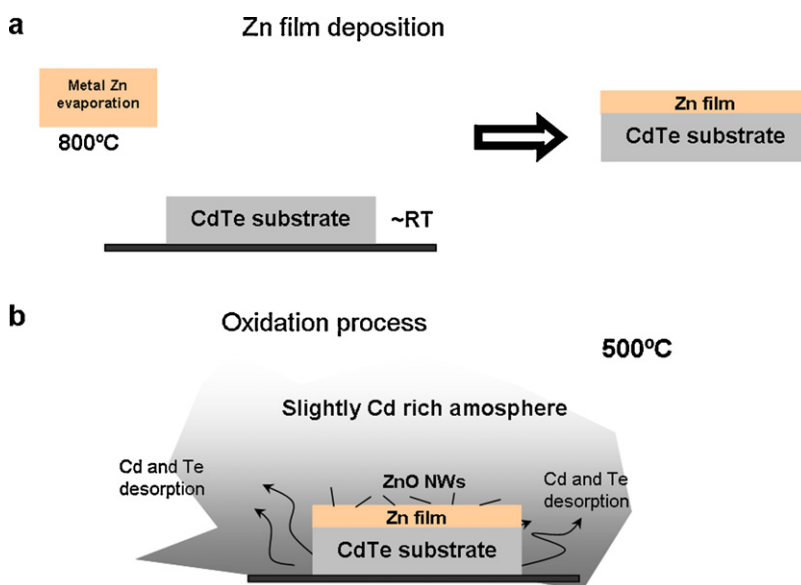 a
Zn film deposition
Metal Zn
evaporation
800ºC
CdTe substrate
~RT
Zn film
CdTe substrate
b
Oxidation process
500ºC
Slightly Cd rich amosphere
Cd and Te
desorption
ZnO NWs
Cd and Te
desorption
Zn film
CdTe substrate